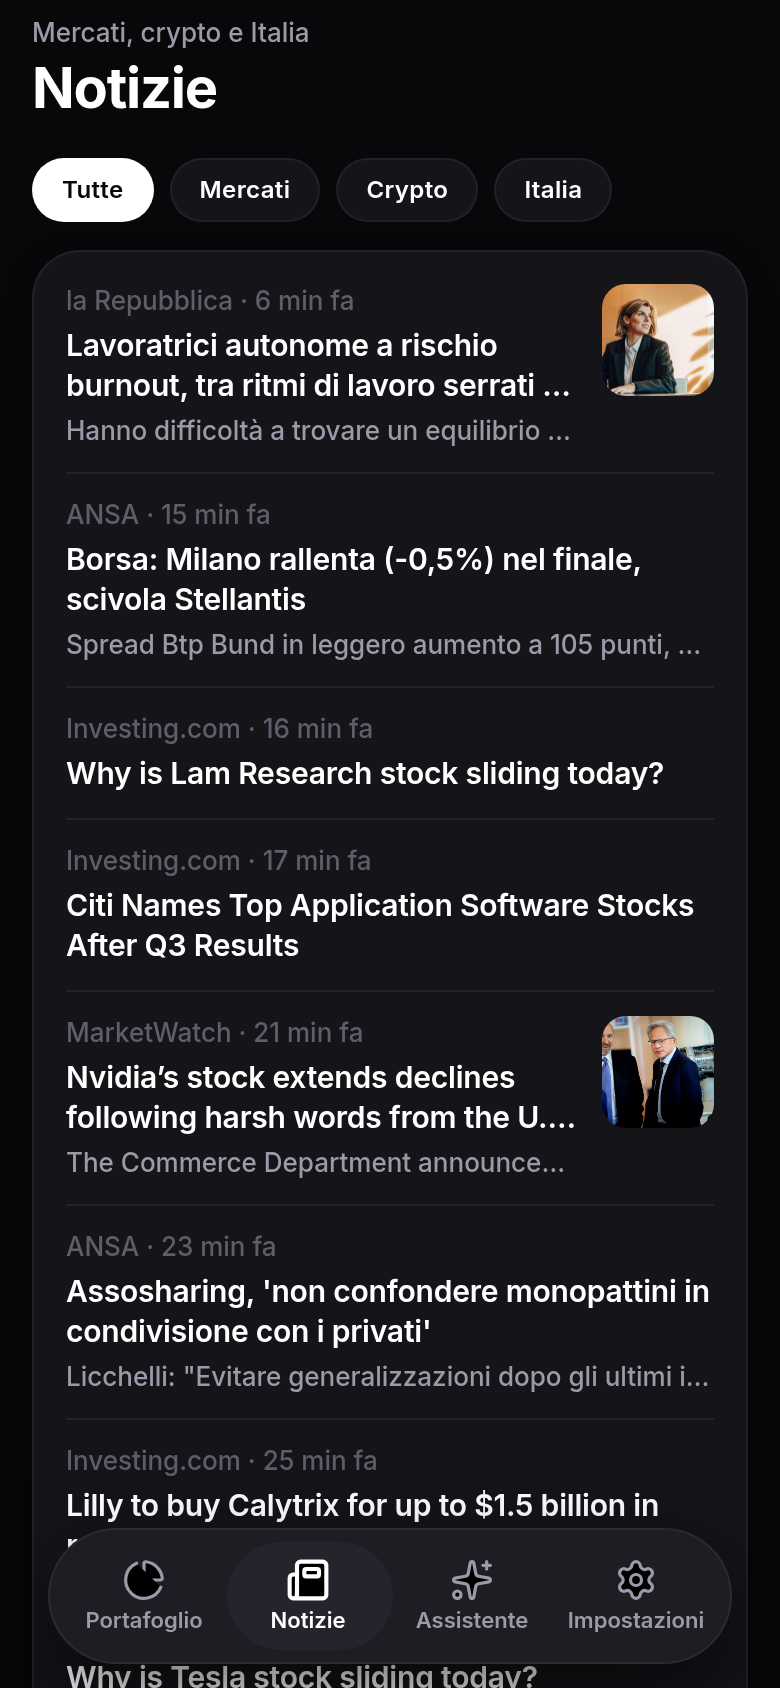 Mercati, crypto e Italia
Notizie
Tutte
Mercati
Crypto
Italia
la Repubblica · 6 min fa
Lavoratrici autonome a rischio
burnout, tra ritmi di lavoro serrati ...
Hanno difficoltà a trovare un equilibrio ...
ANSA · 15 min fa
Borsa: Milano rallenta (-0,5%) nel finale,
scivola Stellantis
Spread Btp Bund in leggero aumento a 105 punti, ...
Investing.com · 16 min fa
Why is Lam Research stock sliding today?
Investing.com · 17 min fa
Citi Names Top Application Software Stocks
After Q3 Results
MarketWatch · 21 min fa
Nvidia’s stock extends declines
following harsh words from the U....
The Commerce Department announce...
ANSA · 23 min fa
Assosharing, 'non confondere monopattini in
condivisione con i privati'
Licchelli: "Evitare generalizzazioni dopo gli ultimi i...
Investing.com · 25 min fa
Lilly to buy Calytrix for up to $1.5 billion in
Portafoglio
Notizie
Assistente
Impostazioni
Why is Tesla stock sliding today?